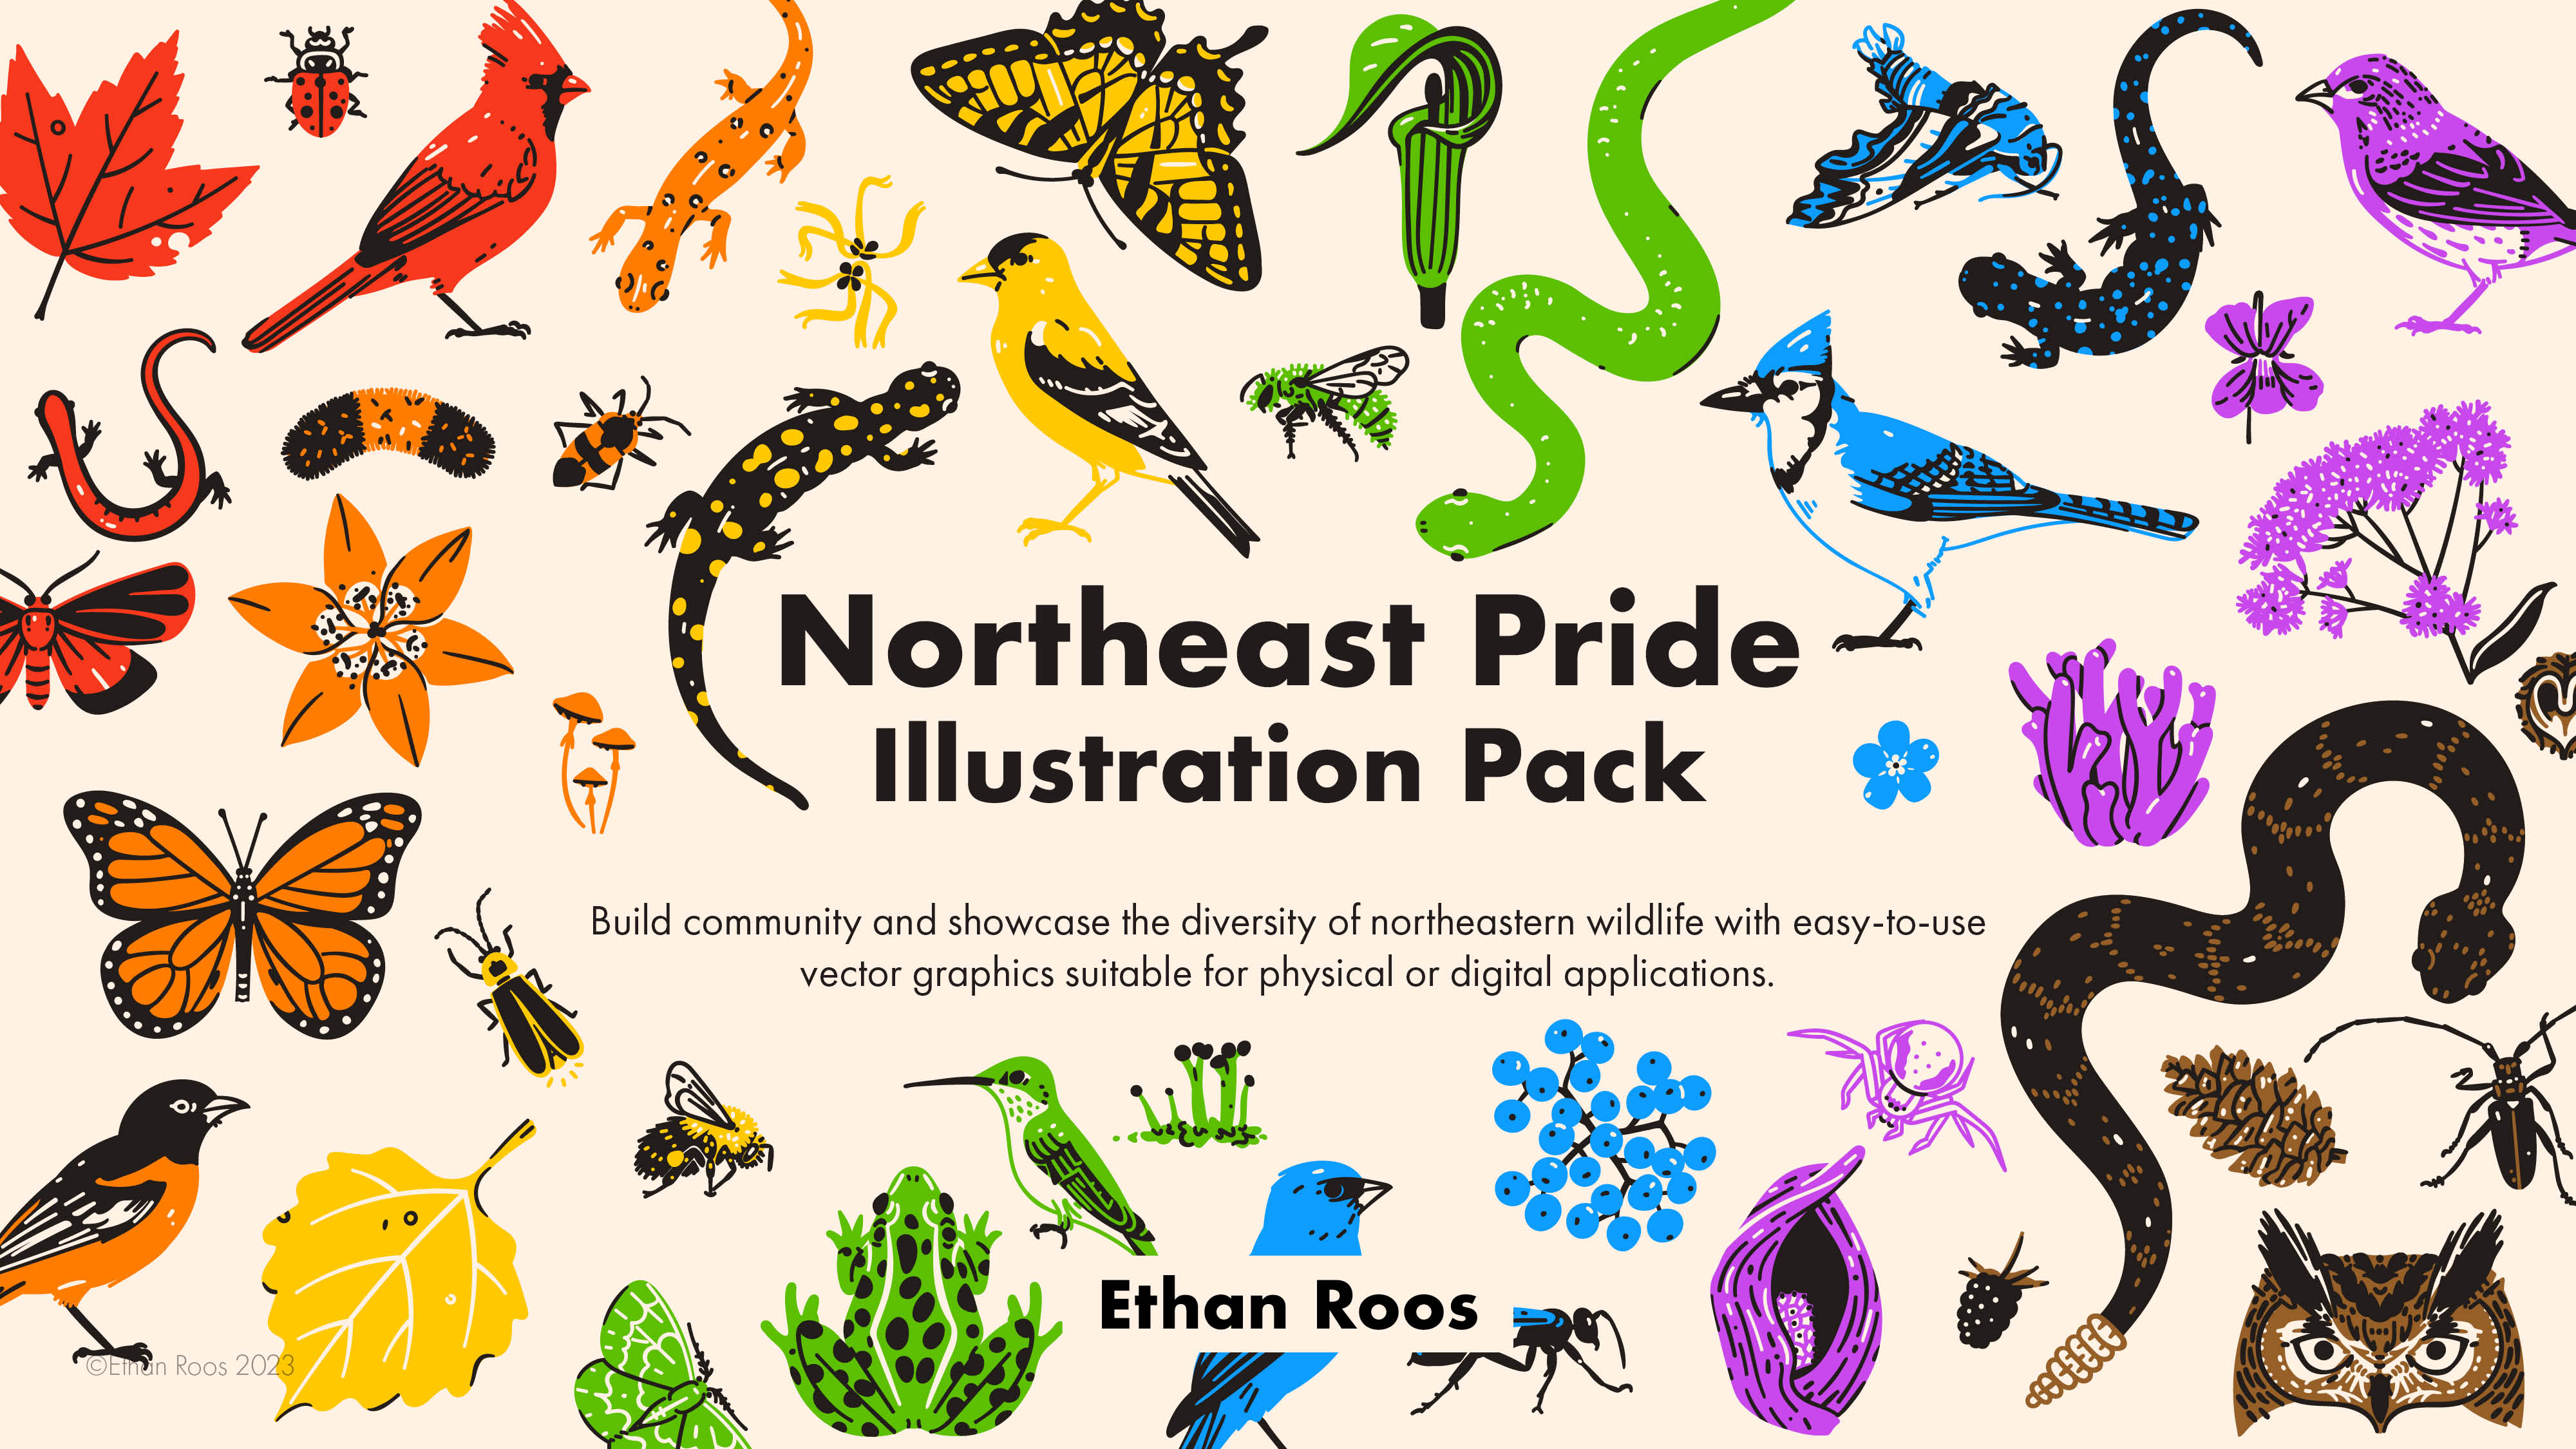 Northeast Pride
Illustration Pack
Build community and showcase the diversity of northeastern wildlife with easy-to-use
vector graphics suitable for physical or digital applications.
Ethan Roos
©Ethan Roos 2023